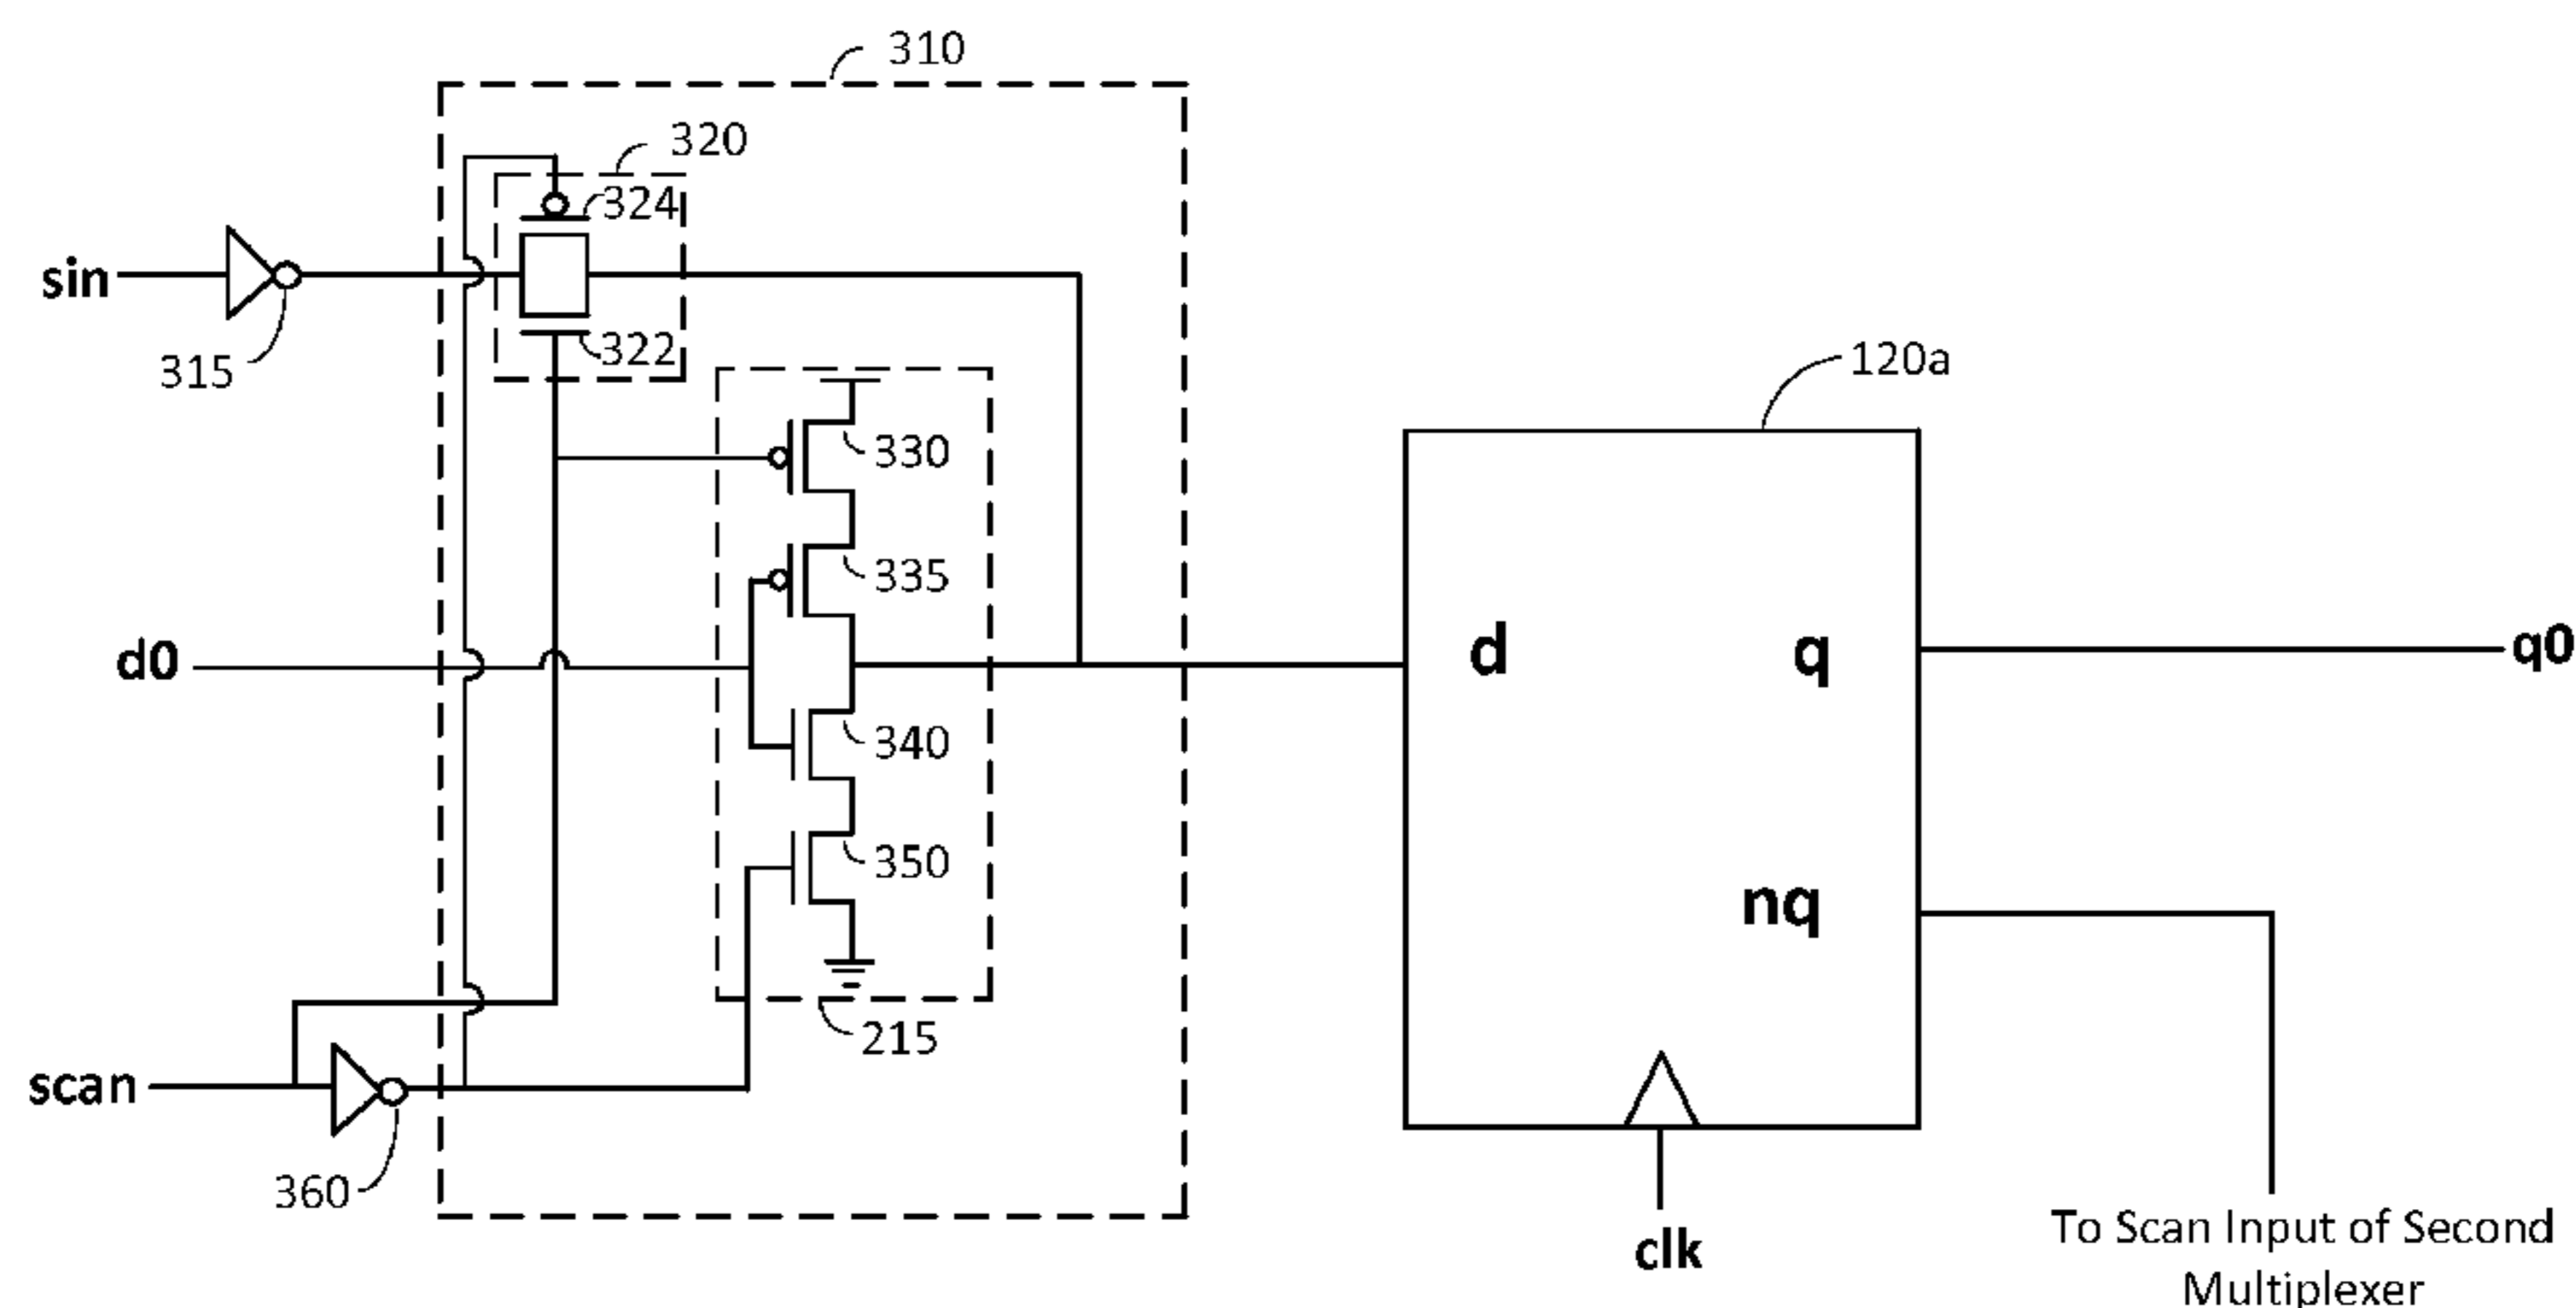 310
320
324
sin
315
322
120a
330
335
d0
d
q
q0
340
350
nq
215
scan
360
clk
To Scan Input of Second
Multiplexer